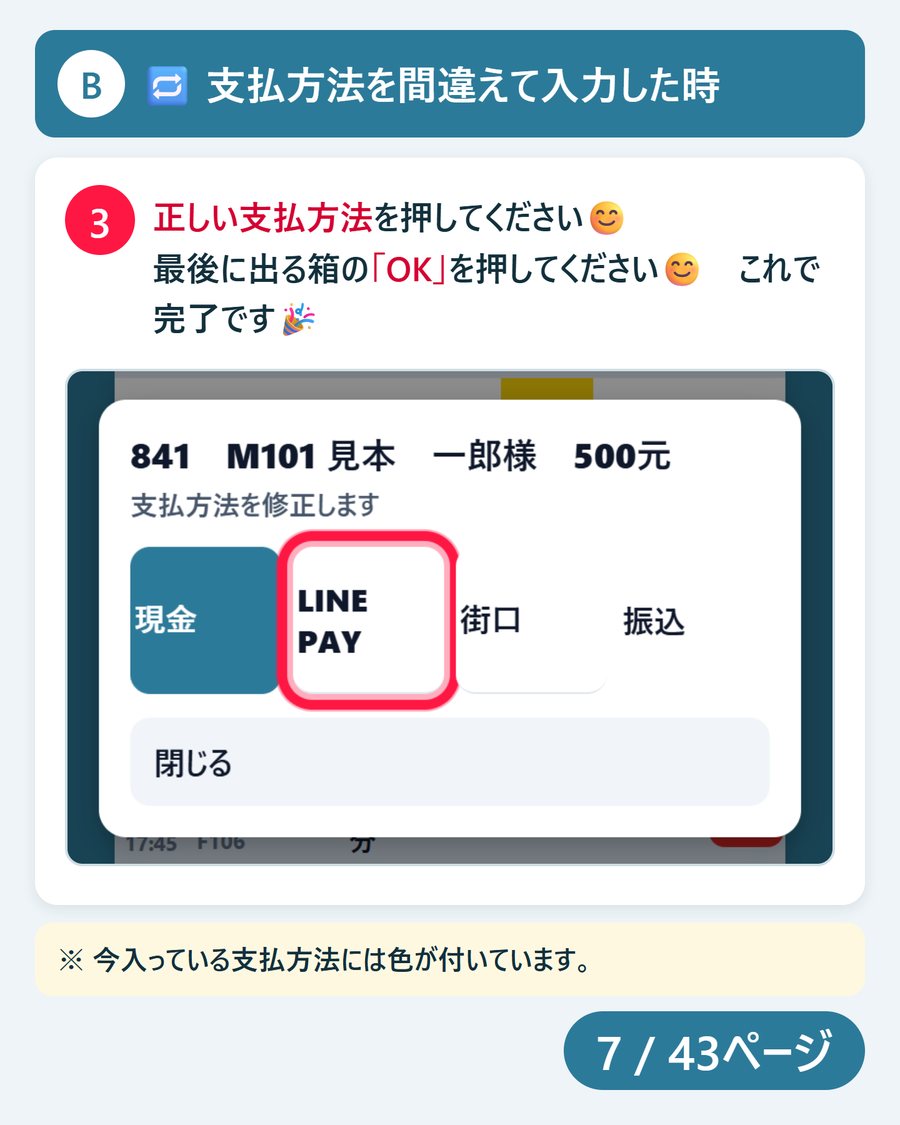 B 🔁 支払方法を間違えて入力した時
3 正しい支払方法を押してください😊
最後に出る箱の「OK」を押してください😊 これで
完了です🎉
841 M101 見本 一郎様 500元
支払方法を修正します
現金
LINE
PAY
街口
振込
閉じる
17:45 F106 分
※ 今入っている支払方法には色が付いています。
7 / 43ページ